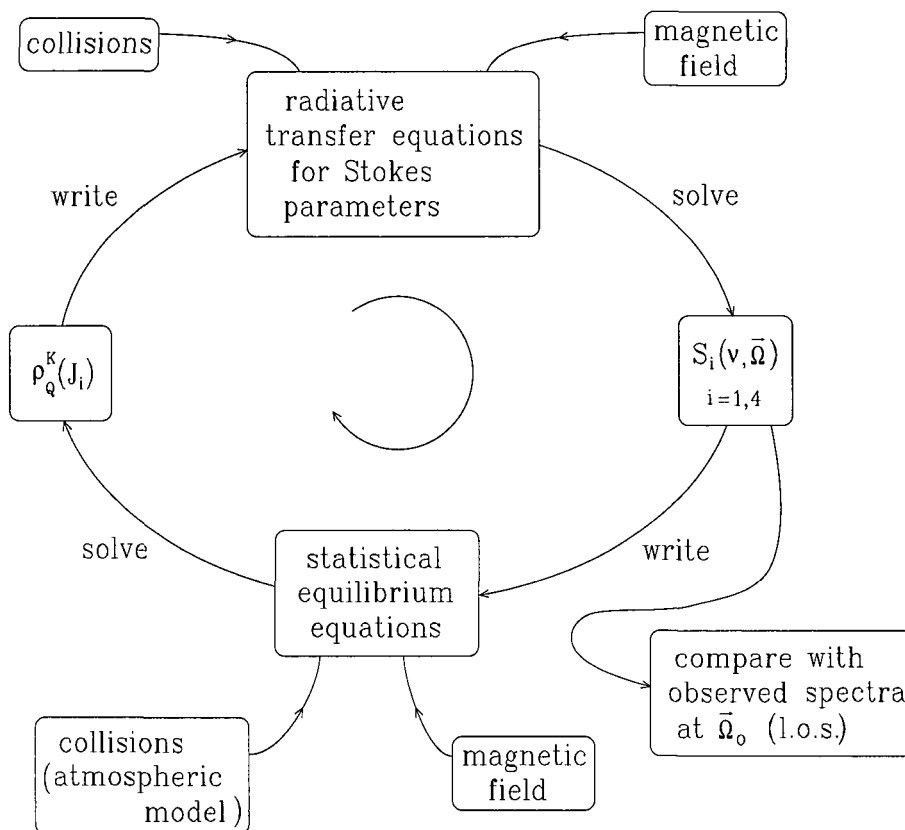 collisions
magnetic
field
radiative
transfer equations
for Stokes
parameters
write
solve
ρ_Q^K(J_i)
S_i(ν,Ω⃗)
i=1,4
solve
write
statistical
equilibrium
equations
compare with
observed spectra
at Ω⃗_o (l.o.s.)
collisions
(atmospheric
model)
magnetic
field